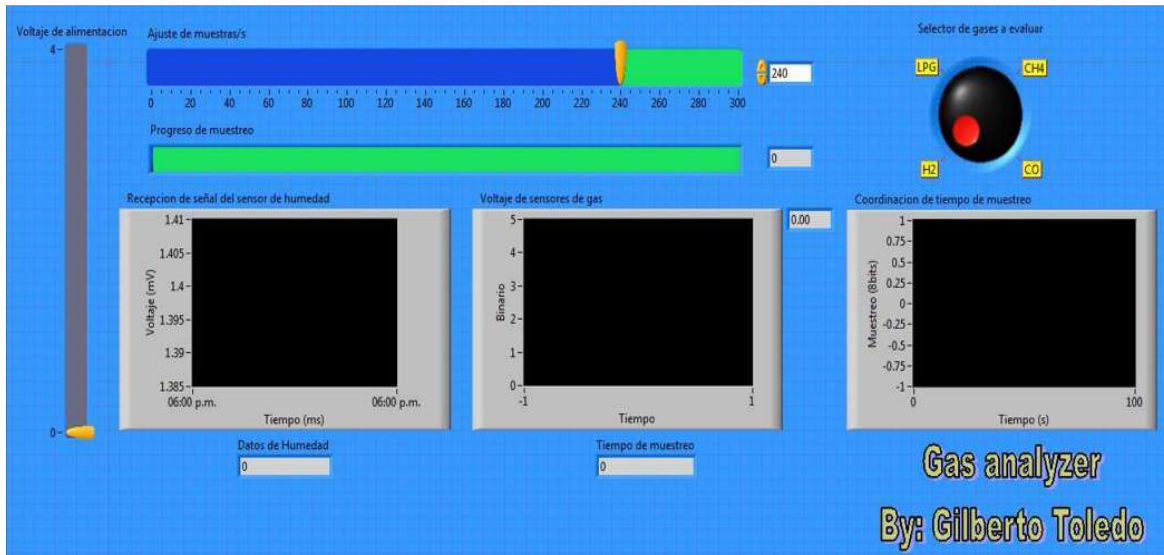 Voltaje de alimentacion
4
0
Ajuste de muestras/s
240
0 20 40 60 80 100 120 140 160 180 200 220 240 260 280 300
Progreso de muestreo
0
Selector de gases a evaluar
LPG
CH4
H2
CO
Recepcion de señal del sensor de humedad
Voltaje (mV)
1.41
1.405
1.4
1.395
1.39
1.385
06:00 p.m. 06:00 p.m.
Tiempo (ms)
Datos de Humedad
0
Voltaje de sensores de gas
0.00
Binario
5
4
3
2
1
0
-1 1
Tiempo
Tiempo de muestreo
0
Coordinacion de tiempo de muestreo
Muestreo (8bits)
1
0.75
0.5
0.25
0
-0.25
-0.5
-0.75
-1
0 100
Tiempo (s)
Gas analyzer
By: Gilberto Toledo